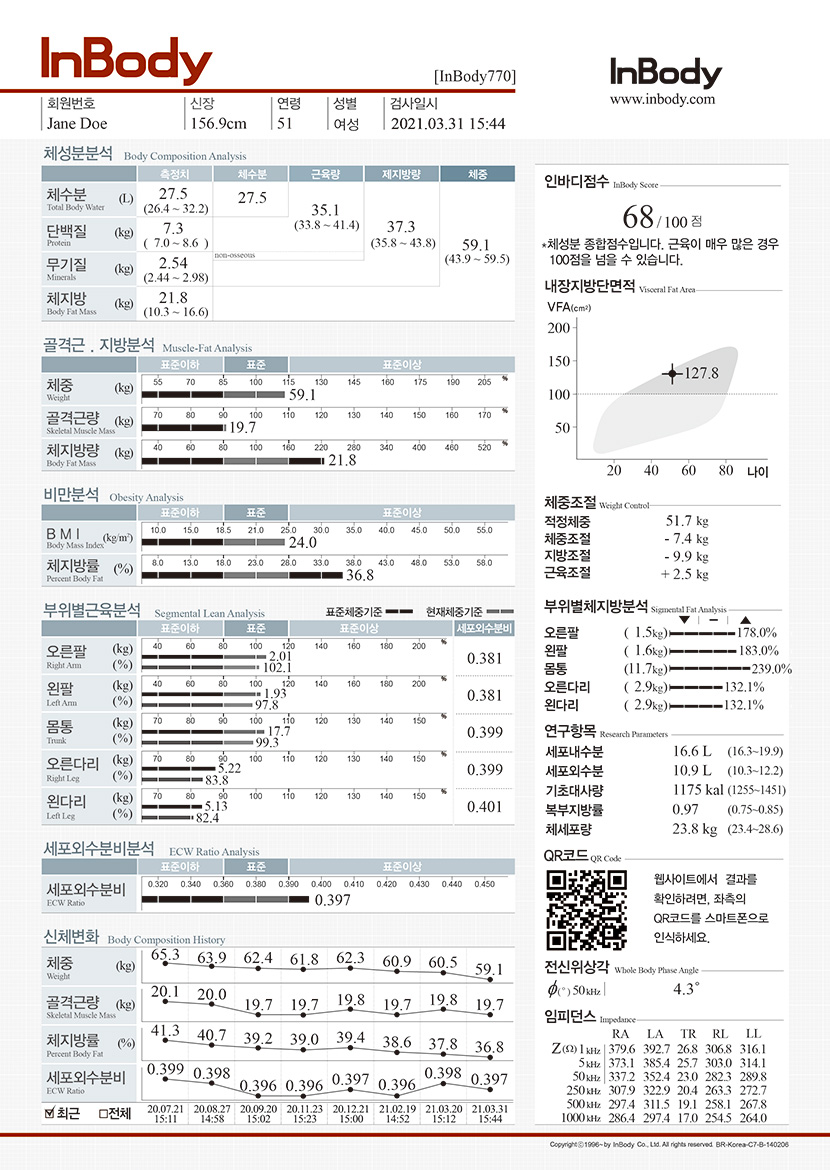 InBody
[InBody770]
InBody
www.inbody.com
회원번호 신장 연령 성별 검사일시
Jane Doe 156.9cm 51 여성 2021.03.31 15:44
체성분분석 Body Composition Analysis
측정치 체수분 근육량 제지방량 체중
체수분 Total Body Water (L) 27.5 (26.4 ~ 32.2) 27.5 35.1 (33.8 ~ 41.4) 37.3 (35.8 ~ 43.8) 59.1 (43.9 ~ 59.5)
단백질 Protein (kg) 7.3 ( 7.0 ~ 8.6 )
무기질 Minerals (kg) 2.54 (2.44 ~ 2.98) non-osseous
체지방 Body Fat Mass (kg) 21.8 (10.3 ~ 16.6)
골격근 . 지방분석 Muscle-Fat Analysis
표준이하 표준 표준이상
체중 Weight (kg) 55 70 85 100 115 130 145 160 175 190 205 % 59.1
골격근량 Skeletal Muscle Mass (kg) 70 80 90 100 110 120 130 140 150 160 170 % 19.7
체지방량 Body Fat Mass (kg) 40 60 80 100 160 220 280 340 400 460 520 % 21.8
비만분석 Obesity Analysis
표준이하 표준 표준이상
B M I Body Mass Index (kg/m²) 10.0 15.0 18.5 21.0 25.0 30.0 35.0 40.0 45.0 50.0 55.0 24.0
체지방률 Percent Body Fat (%) 8.0 13.0 18.0 23.0 28.0 33.0 38.0 43.0 48.0 53.0 58.0 36.8
부위별근육분석 Segmental Lean Analysis 표준체중기준 현재체중기준
표준이하 표준 표준이상 세포외수분비
오른팔 Right Arm (kg) (%) 40 60 80 100 120 140 160 180 200 % 2.01 102.1 0.381
왼팔 Left Arm (kg) (%) 40 60 80 100 120 140 160 180 200 % 1.93 97.8 0.381
몸통 Trunk (kg) (%) 70 80 90 100 110 120 130 140 150 % 17.7 99.3 0.399
오른다리 Right Leg (kg) (%) 70 80 90 100 110 120 130 140 150 % 5.22 83.8 0.399
왼다리 Left Leg (kg) (%) 70 80 90 100 110 120 130 140 150 % 5.13 82.4 0.401
세포외수분비분석 ECW Ratio Analysis
표준이하 표준 표준이상
세포외수분비 ECW Ratio 0.320 0.340 0.360 0.380 0.390 0.400 0.410 0.420 0.430 0.440 0.450 0.397
신체변화 Body Composition History
체중 Weight (kg) 65.3 63.9 62.4 61.8 62.3 60.9 60.5 59.1
골격근량 Skeletal Muscle Mass (kg) 20.1 20.0 19.7 19.7 19.8 19.7 19.8 19.7
체지방률 Percent Body Fat (%) 41.3 40.7 39.2 39.0 39.4 38.6 37.8 36.8
세포외수분비 ECW Ratio 0.399 0.398 0.396 0.396 0.397 0.396 0.398 0.397
최근 전체 20.07.21 20.08.27 20.09.20 20.11.23 20.12.21 21.02.19 21.03.20 21.03.31
15:11 14:58 15:02 15:23 15:00 14:52 15:12 15:44
인바디점수 InBody Score
68/100 점
*체성분 종합점수입니다. 근육이 매우 많은 경우
100점을 넘을 수 있습니다.
내장지방단면적 Visceral Fat Area
VFA(cm²)
200
150
127.8
100
50
20 40 60 80 나이
체중조절 Weight Control
적정체중 51.7 kg
체중조절 - 7.4 kg
지방조절 - 9.9 kg
근육조절 + 2.5 kg
부위별체지방분석 Sigmental Fat Analysis
오른팔 ( 1.5kg) 178.0%
왼팔 ( 1.6kg) 183.0%
몸통 (11.7kg) 239.0%
오른다리 ( 2.9kg) 132.1%
왼다리 ( 2.9kg) 132.1%
연구항목 Research Parameters
세포내수분 16.6 L (16.3~19.9)
세포외수분 10.9 L (10.3~12.2)
기초대사량 1175 kal (1255~1451)
복부지방률 0.97 (0.75~0.85)
체세포량 23.8 kg (23.4~28.6)
QR코드 QR Code
웹사이트에서 결과를
확인하려면, 좌측의
QR코드를 스마트폰으로
인식하세요.
전신위상각 Whole Body Phase Angle
ϕ(°) 50kHz 4.3°
임피던스 Impedance
RA LA TR RL LL
Z(Ω) 1 kHz 379.6 392.7 26.8 306.8 316.1
5 kHz 373.1 385.4 25.7 303.0 314.1
50 kHz 337.2 352.4 23.0 282.3 289.8
250 kHz 307.9 322.9 20.4 263.3 272.7
500 kHz 297.4 311.5 19.1 258.1 267.8
1000 kHz 286.4 297.4 17.0 254.5 264.0
Copyrightⓒ1996~ by InBody Co., Ltd. All rights reserved. BR-Korea-C7-B-140206